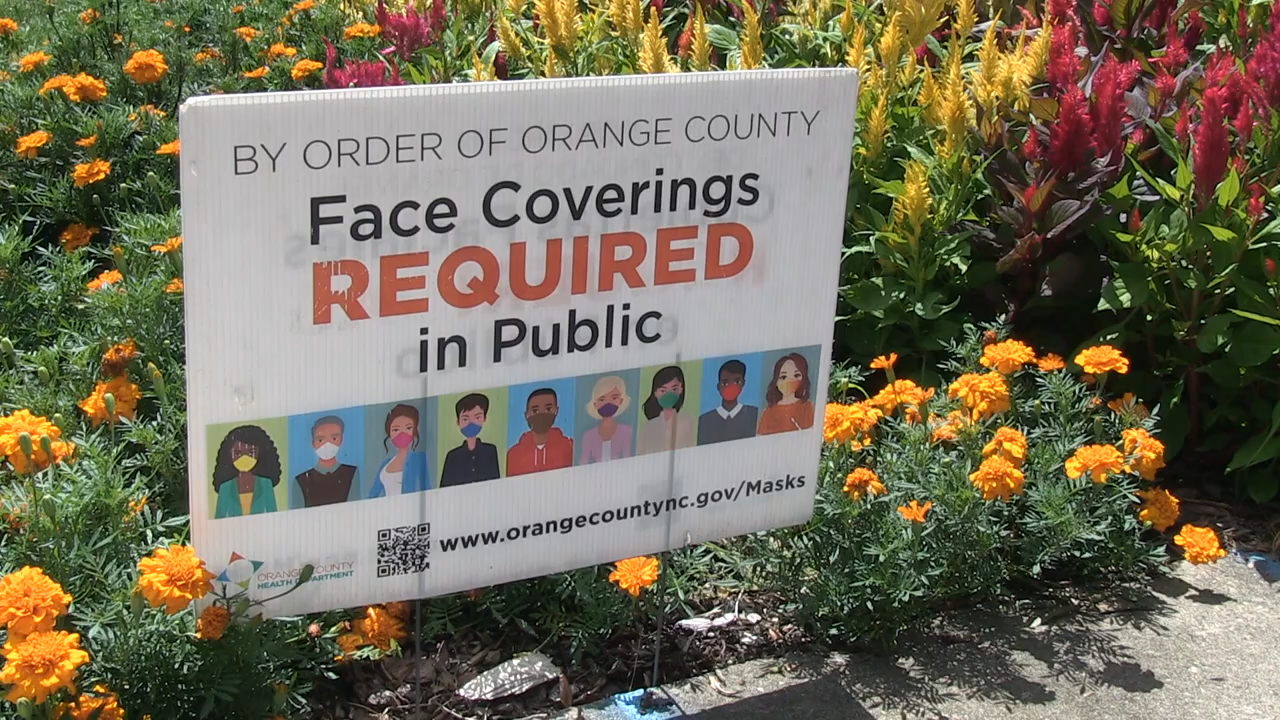 BY ORDER OF ORANGE COUNTY
Face Coverings
REQUIRED
in Public
www.orangecountync.gov/Masks
ORANGE COUNTY
HEALTH DEPARTMENT